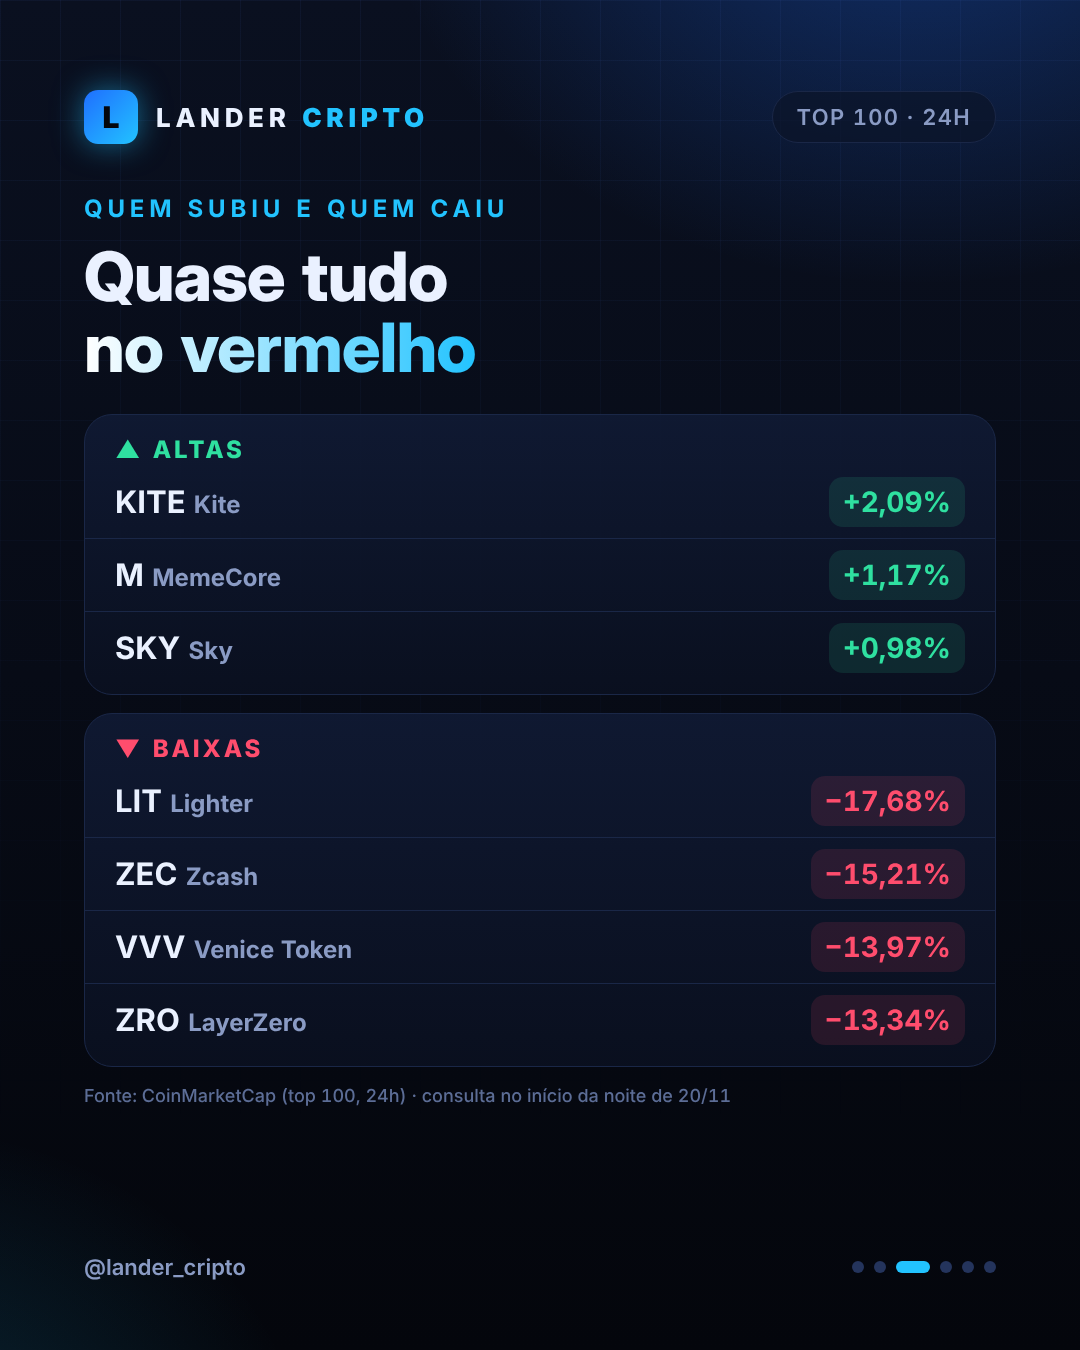 L LANDER CRIPTO
TOP 100 · 24H
QUEM SUBIU E QUEM CAIU
Quase tudo
no vermelho
▲ ALTAS
KITE Kite +2,09%
M MemeCore +1,17%
SKY Sky +0,98%
▼ BAIXAS
LIT Lighter −17,68%
ZEC Zcash −15,21%
VVV Venice Token −13,97%
ZRO LayerZero −13,34%
Fonte: CoinMarketCap (top 100, 24h) · consulta no início da noite de 20/11
@lander_cripto